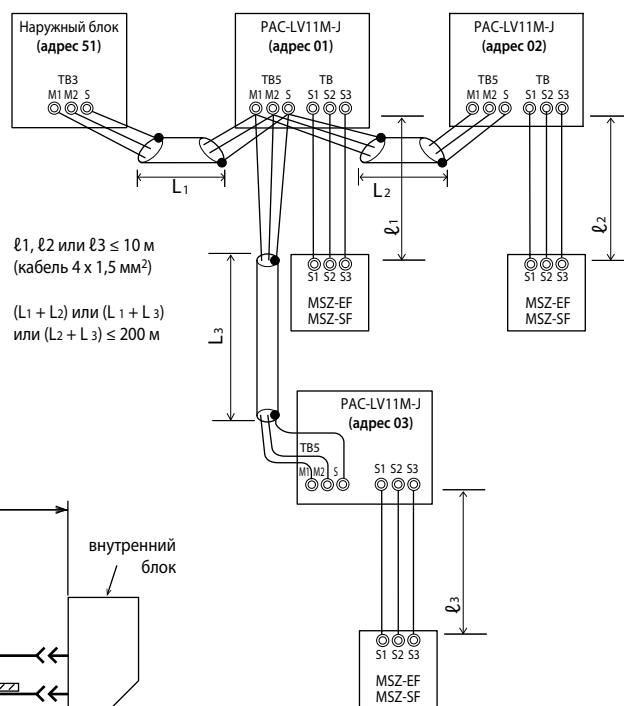 Наружный блок
(адрес 51)
TB3
M1 M2 S
PAC-LV11M-J
(адрес 01)
TB5 TB
M1 M2 S S1 S2 S3
PAC-LV11M-J
(адрес 02)
TB5 TB
M1 M2 S S1 S2 S3
L1
L2
ℓ1
ℓ2
ℓ1, ℓ2 или ℓ3 ≤ 10 м
(кабель 4 x 1,5 мм²)
(L1 + L2) или (L 1 + L 3)
или (L2 + L 3) ≤ 200 м
S1 S2 S3
MSZ-EF
MSZ-SF
S1 S2 S3
MSZ-EF
MSZ-SF
L3
PAC-LV11M-J
(адрес 03)
TB5
M1 M2 S S1 S2 S3
внутренний
блок
ℓ3
S1 S2 S3
MSZ-EF
MSZ-SF